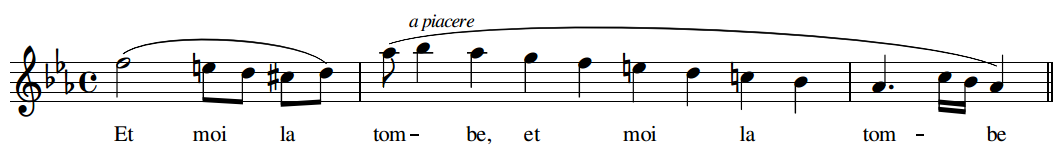 a piacere
Et moi la tom – be, et moi la tom – be